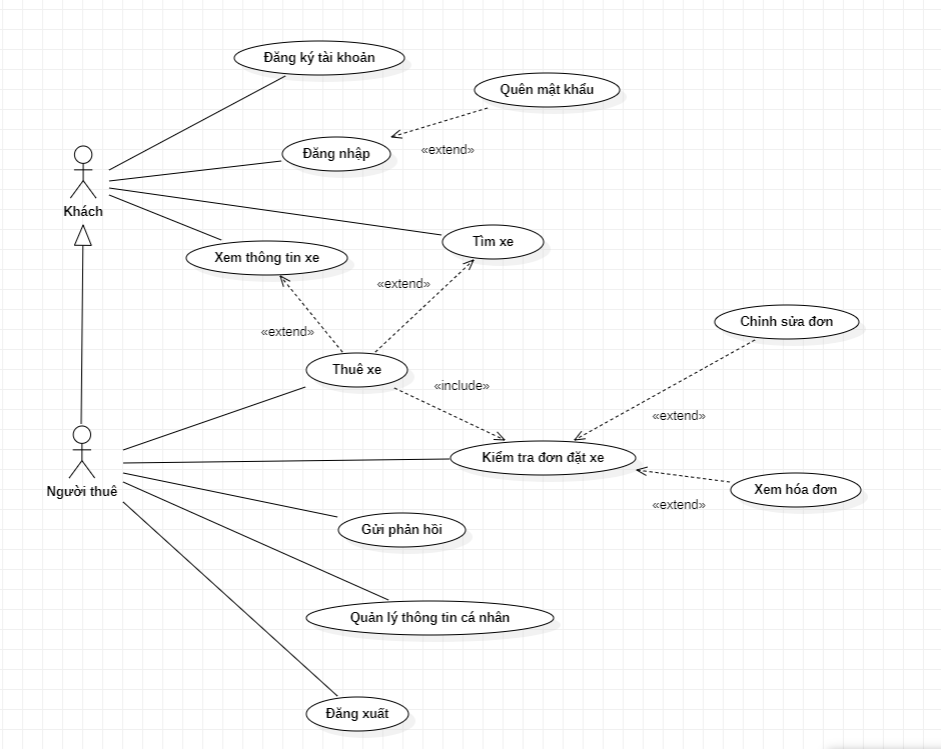 Đăng ký tài khoản
Quên mật khẩu
«extend»
Đăng nhập
Khách
Tìm xe
Xem thông tin xe
«extend»
«extend»
Chỉnh sửa đơn
Thuê xe
«include»
«extend»
Kiểm tra đơn đặt xe
Người thuê
Xem hóa đơn
«extend»
Gửi phản hồi
Quản lý thông tin cá nhân
Đăng xuất